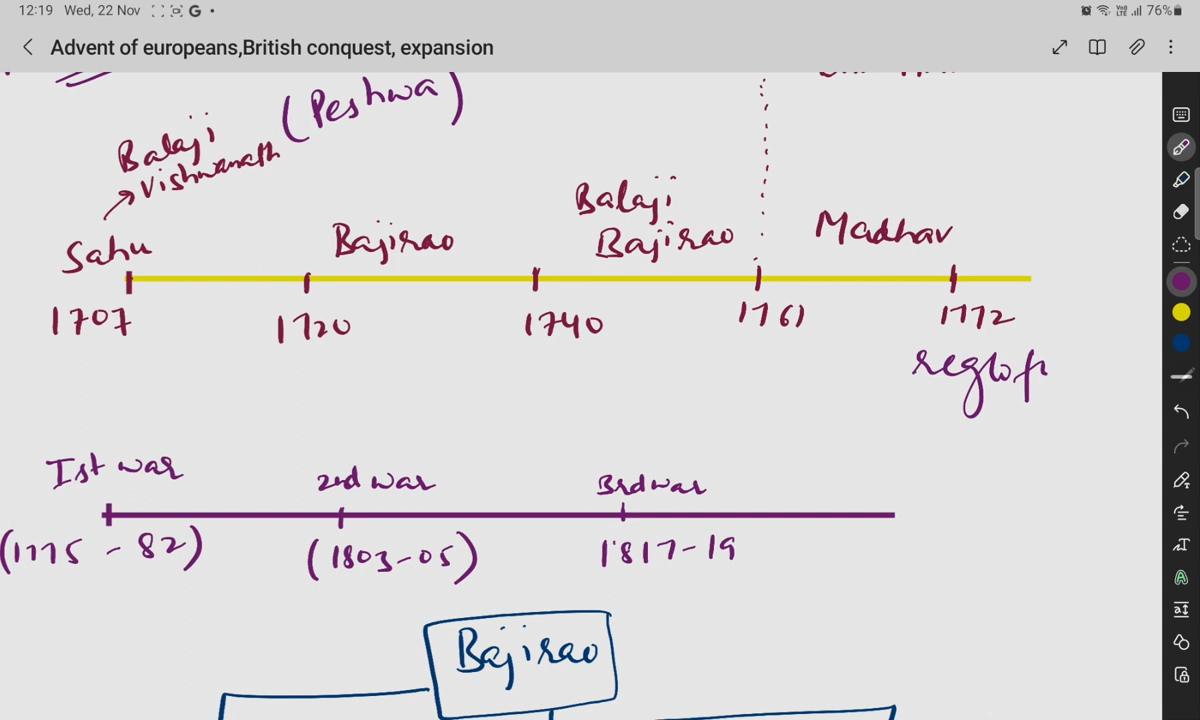 12:19 Wed, 22 Nov
76%
Advent of europeans,British conquest, expansion
(Peshwa)
Balaji
Vishwanath
Sahu
Bajirao
Balaji
Bajirao
Madhav
1707
1720
1740
1761
1772
Ist war
2nd war
3rd war
(1775 - 82)
(1803-05)
1817-19
Bajirao